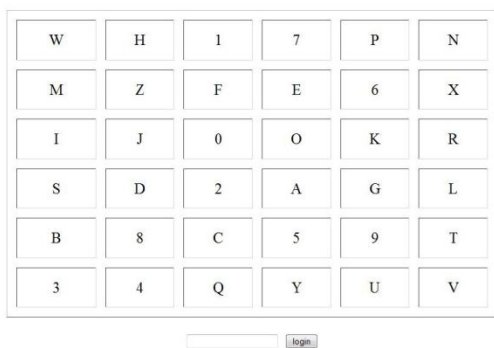 W H 1 7 P N
M Z F E 6 X
I J 0 O K R
S D 2 A G L
B 8 C 5 9 T
3 4 Q Y U V
login